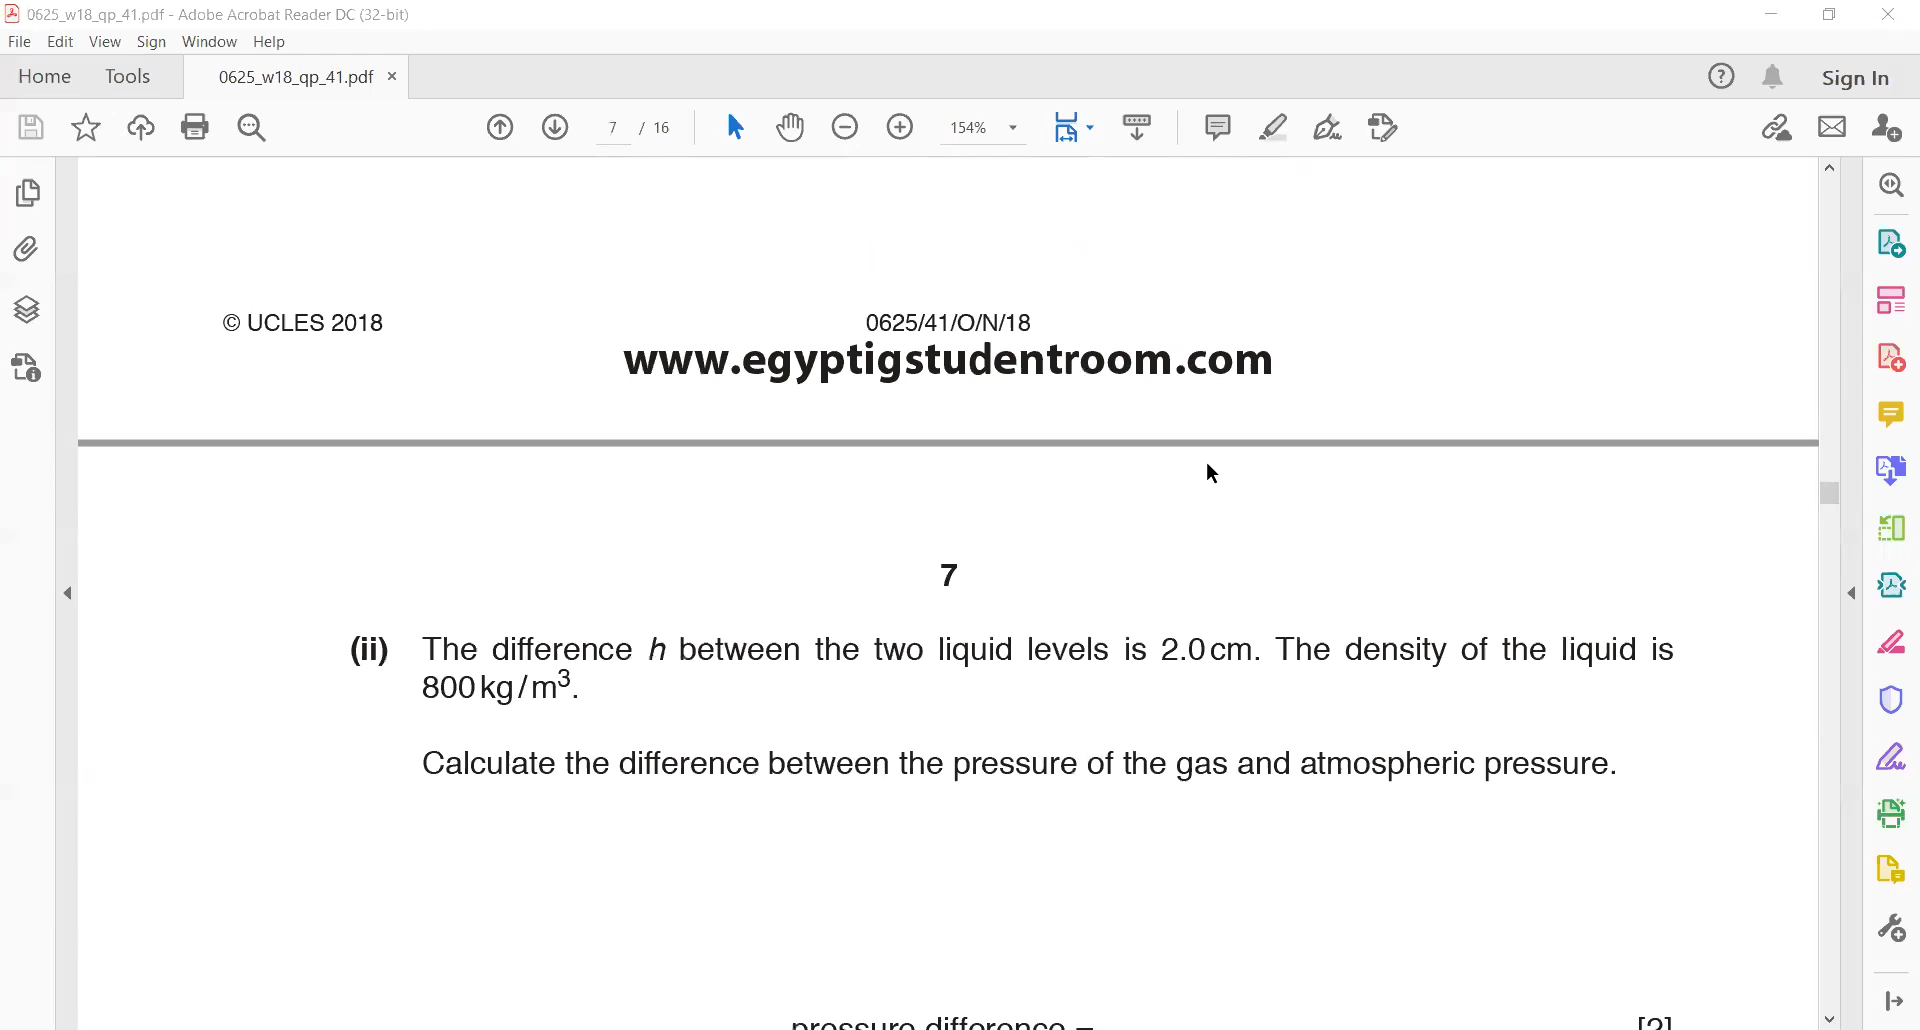 0625_w18_qp_41.pdf - Adobe Acrobat Reader DC (32-bit)
File Edit View Sign Window Help
Home Tools 0625_w18_qp_41.pdf × Sign In
7 / 16 154%
© UCLES 2018 0625/41/O/N/18
www.egyptigstudentroom.com
7
(ii) The difference h between the two liquid levels is 2.0 cm. The density of the liquid is
800 kg/m³.
Calculate the difference between the pressure of the gas and atmospheric pressure.
pressure difference = [2]